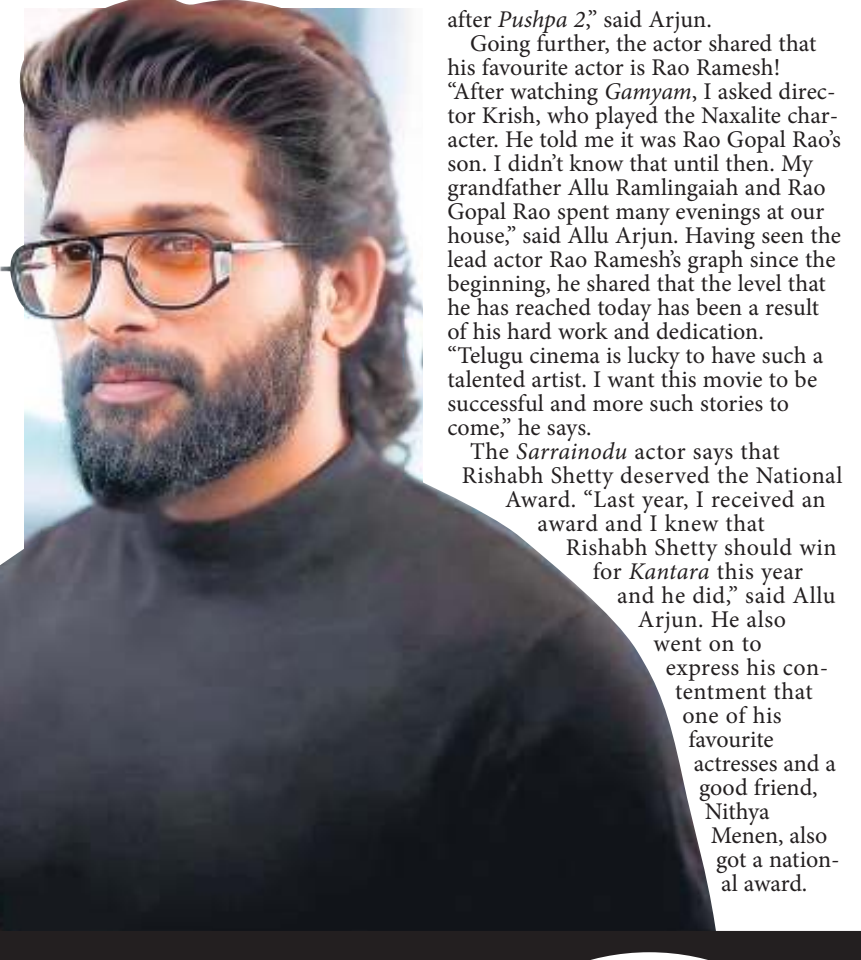 after Pushpa 2,” said Arjun.
Going further, the actor shared that
his favourite actor is Rao Ramesh!
“After watching Gamyam, I asked direc-
tor Krish, who played the Naxalite char-
acter. He told me it was Rao Gopal Rao’s
son. I didn’t know that until then. My
grandfather Allu Ramlingaiah and Rao
Gopal Rao spent many evenings at our
house,” said Allu Arjun. Having seen the
lead actor Rao Ramesh’s graph since the
beginning, he shared that the level that
he has reached today has been a result
of his hard work and dedication.
“Telugu cinema is lucky to have such a
talented artist. I want this movie to be
successful and more such stories to
come,” he says.
The Sarrainodu actor says that
Rishabh Shetty deserved the National
Award. “Last year, I received an
award and I knew that
Rishabh Shetty should win
for Kantara this year
and he did,” said Allu
Arjun. He also
went on to
express his con-
tentment that
one of his
favourite
actresses and a
good friend,
Nithya
Menen, also
got a nation-
al award.